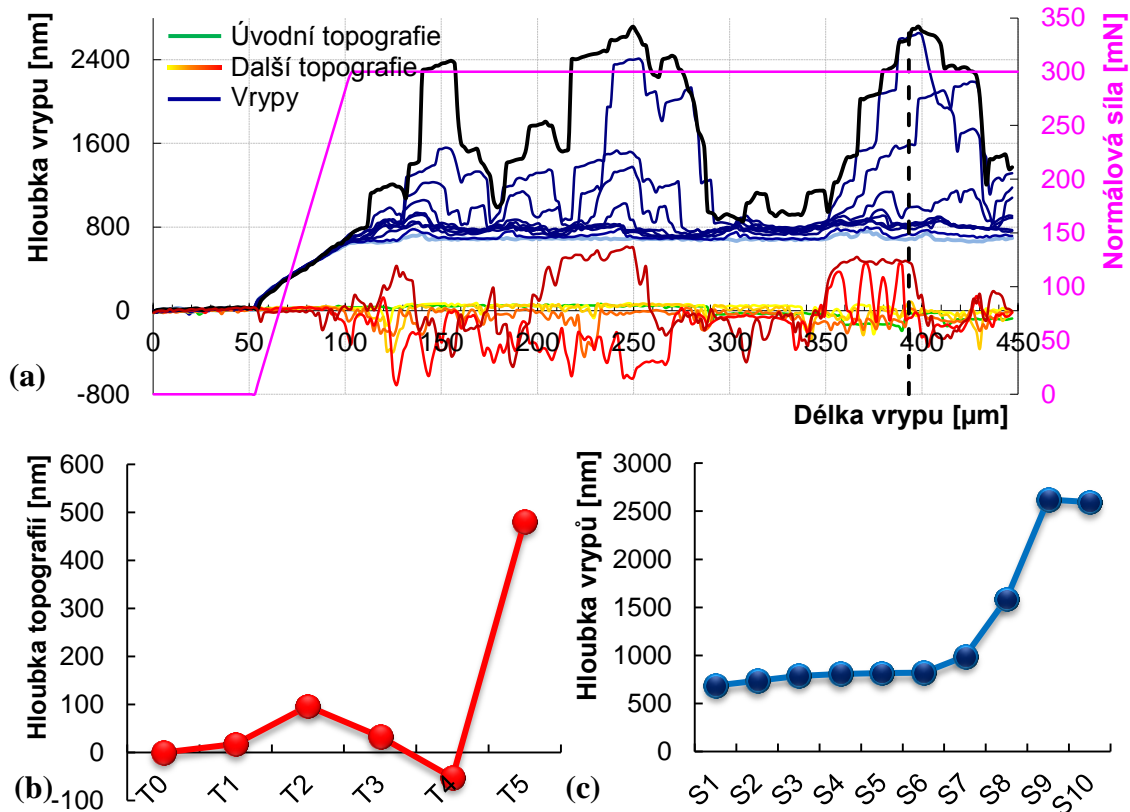 Hloubka vrypu [nm]
2400
1600
800
0
-800
Úvodní topografie
Další topografie
Vrypy
0 50 100 150 200 250 300 350 400 450
Délka vrypu [µm]
350
300
250
200
150
100
50
0
Normálová síla [mN]
(a)
Hloubka topografií [nm]
600
500
400
300
200
100
0
-100
T0 T1 T2 T3 T4 T5
(b)
Hloubka vrypů [nm]
3000
2500
2000
1500
1000
500
0
S1 S2 S3 S4 S5 S6 S7 S8 S9 S10
(c)